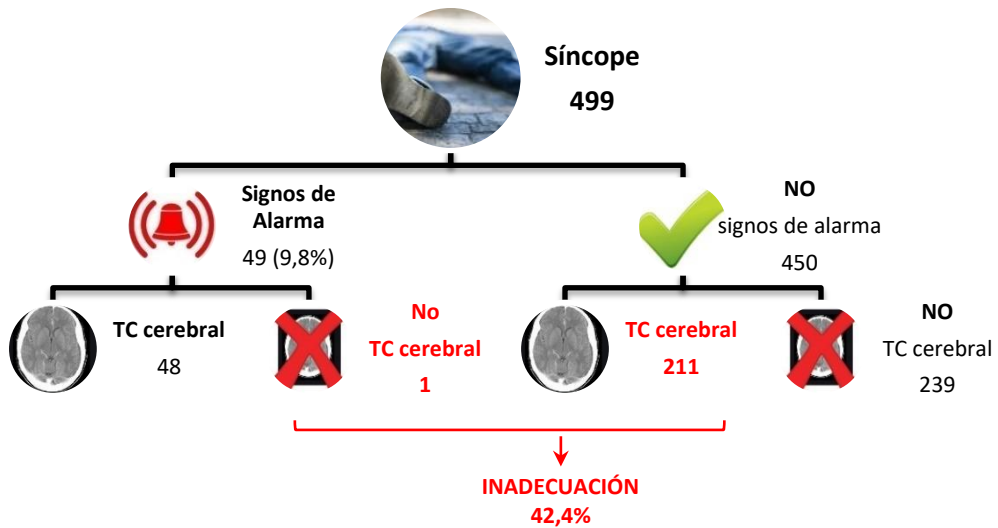 Síncope
499
Signos de
Alarma
49 (9,8%)
NO
signos de alarma
450
TC cerebral
48
No
TC cerebral
1
TC cerebral
211
NO
TC cerebral
239
INADECUACIÓN
42,4%